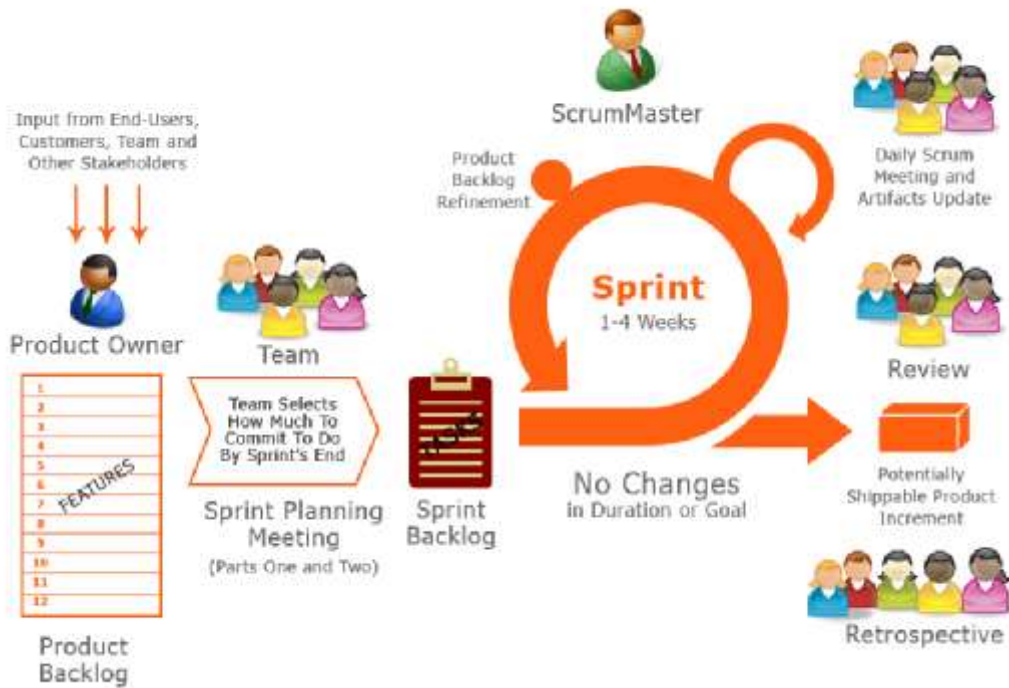 Input from End-Users,
Customers, Team and
Other Stakeholders
Product Owner
1
2
3
4
5
6
7
8
9
10
11
12
FEATURES
Product
Backlog
Team
Team Selects
How Much To
Commit To Do
By Sprint's End
Sprint Planning
Meeting
(Parts One and Two)
Sprint
Backlog
ScrumMaster
Product
Backlog
Refinement
Sprint
1-4 Weeks
No Changes
in Duration or Goal
Daily Scrum
Meeting and
Artifacts Update
Review
Potentially
Shippable Product
Increment
Retrospective